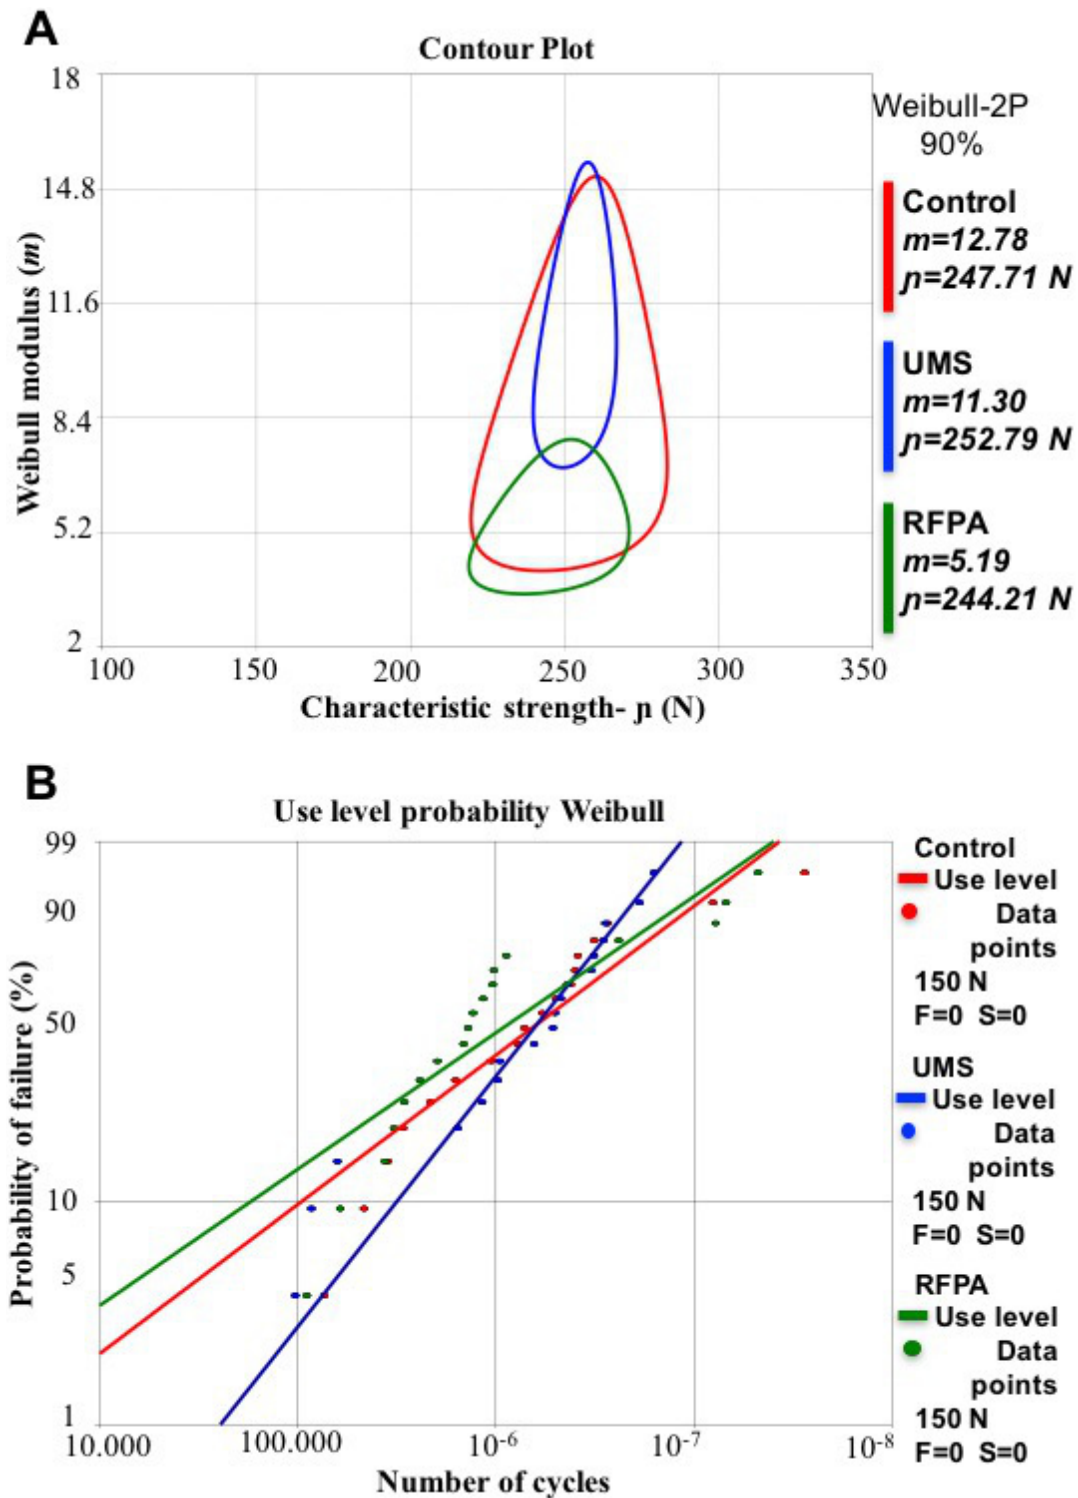 A
Contour Plot
18
14.8
11.6
8.4
5.2
2
Weibull modulus (m)
100 150 200 250 300 350
Characteristic strength- ɲ (N)
Weibull-2P
90%
Control
m=12.78
ɲ=247.71 N
UMS
m=11.30
ɲ=252.79 N
RFPA
m=5.19
ɲ=244.21 N
B
Use level probability Weibull
99
90
50
10
5
1
Probability of failure (%)
10.000 100.000 10-6 10-7 10-8
Number of cycles
Control
Use level
Data
points
150 N
F=0 S=0
UMS
Use level
Data
points
150 N
F=0 S=0
RFPA
Use level
Data
points
150 N
F=0 S=0